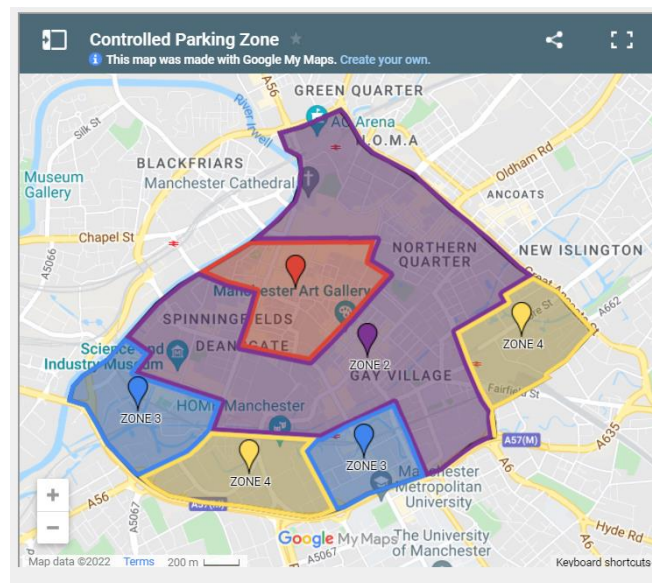 Controlled Parking Zone
This map was made with Google My Maps. Create your own.
GREEN QUARTER
A56
AO Arena
N.O.M.A
River Irwell
Silk St
BLACKFRIARS
Oldham Rd
Museum
Gallery
Manchester Cathedral
ANCOATS
Chapel St
A5066
NORTHERN
QUARTER
NEW ISLINGTON
Great Ancoats St
A662
Manchester Art Gallery
SPINNINGFIELDS
Science and
Industry Museum
DEANSGATE
ZONE 4
ZONE 2
GAY VILLAGE
Fairfield St
ZONE 3
HOME Manchester
A57(M)
A635
ZONE 3
ZONE 4
A6
Manchester
Metropolitan
University
A56
A5067
A57(M)
Hyde Rd
Google My Maps
The University
of Manchester
A5067
A6
Map data ©2022
Terms
200 m
Keyboard shortcuts